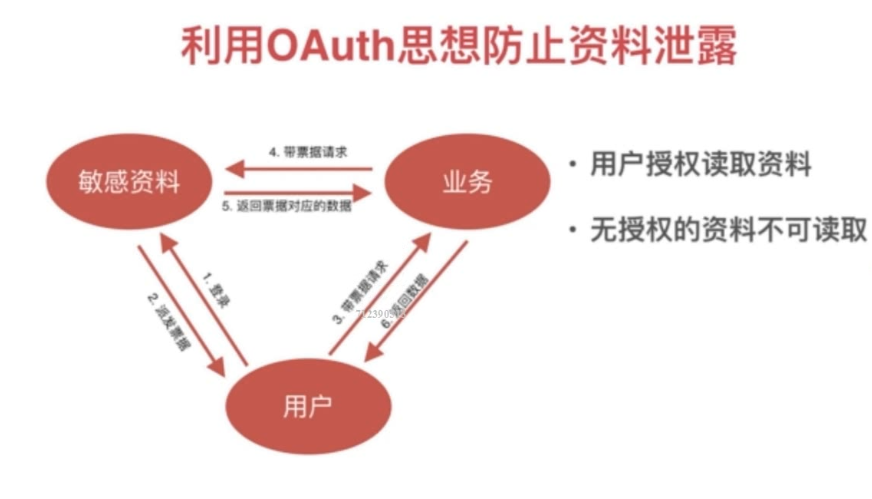 利用OAuth思想防止资料泄露
4. 带票据请求
敏感资料
业务
5. 返回票据对应的数据
• 用户授权读取资料
• 无授权的资料不可读取
1. 登录
2. 派发票据
3. 带票据请求
6. 返回数据
用户